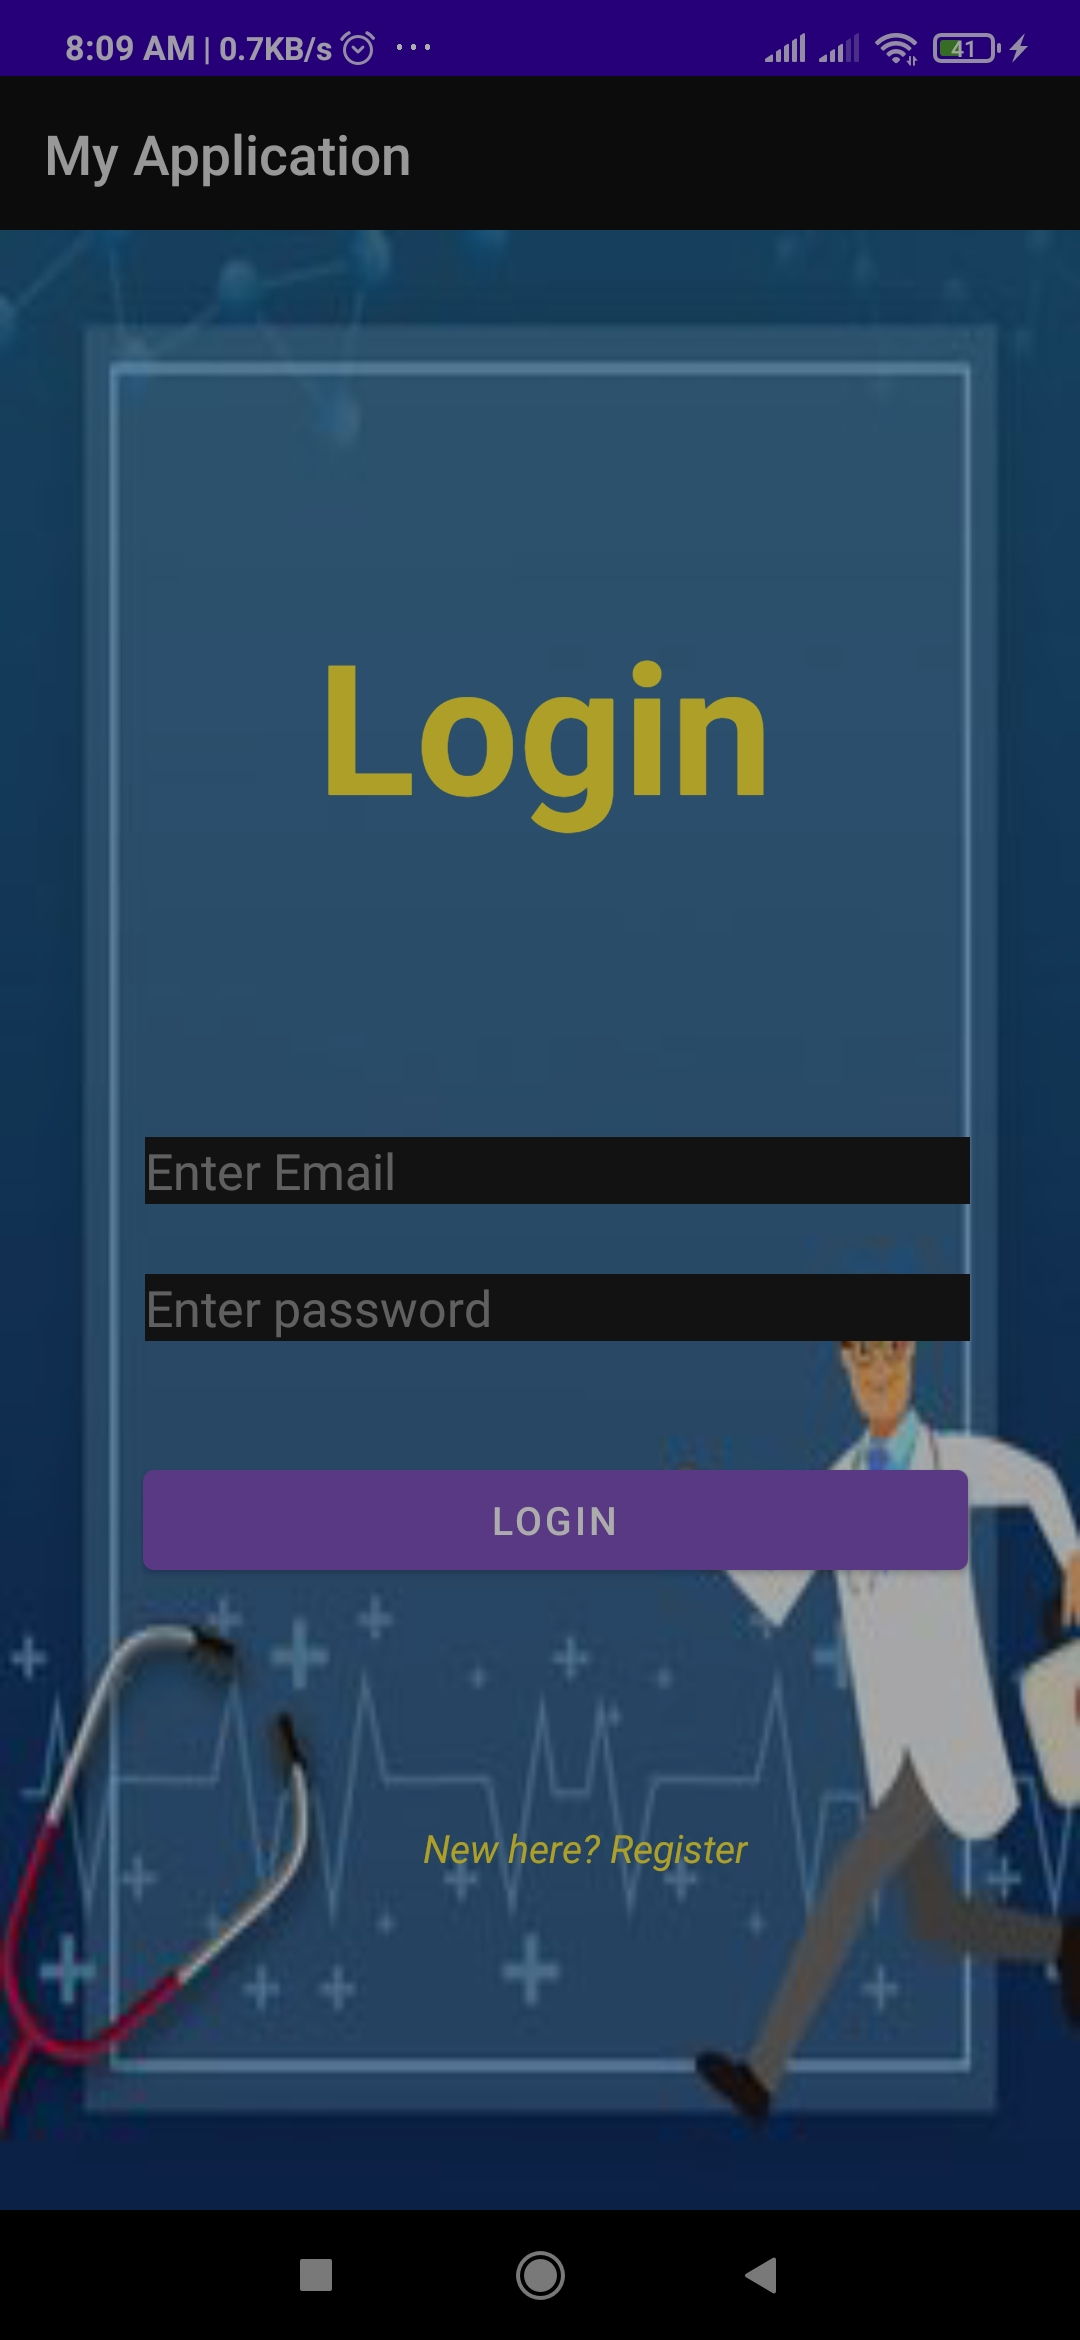 8:09 AM | 0.7KB/s ... 41
My Application
Login
Enter Email
Enter password
LOGIN
New here? Register